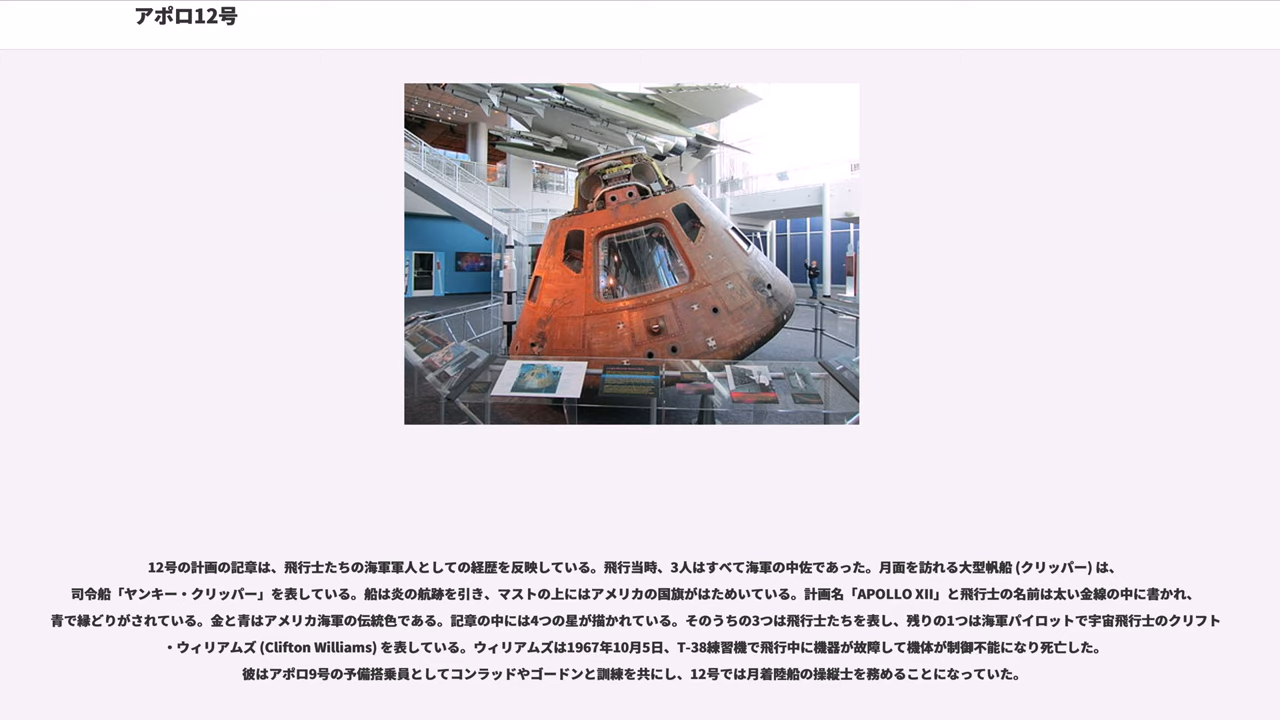 アポロ12号
12号の計画の記章は、飛行士たちの海軍軍人としての経歴を反映している。飛行当時、3人はすべて海軍の中佐であった。月面を訪れる大型帆船 (クリッパー) は、
司令船「ヤンキー・クリッパー」を表している。船は炎の航跡を引き、マストの上にはアメリカの国旗がはためいている。計画名「APOLLO XII」と飛行士の名前は太い金線の中に書かれ、
青で縁どりがされている。金と青はアメリカ海軍の伝統色である。記章の中には4つの星が描かれている。そのうちの3つは飛行士たちを表し、残りの1つは海軍パイロットで宇宙飛行士のクリフト
・ウィリアムズ (Clifton Williams) を表している。ウィリアムズは1967年10月5日、T-38練習機で飛行中に機器が故障して機体が制御不能になり死亡した。
彼はアポロ9号の予備搭乗員としてコンラッドやゴードンと訓練を共にし、12号では月着陸船の操縦士を務めることになっていた。